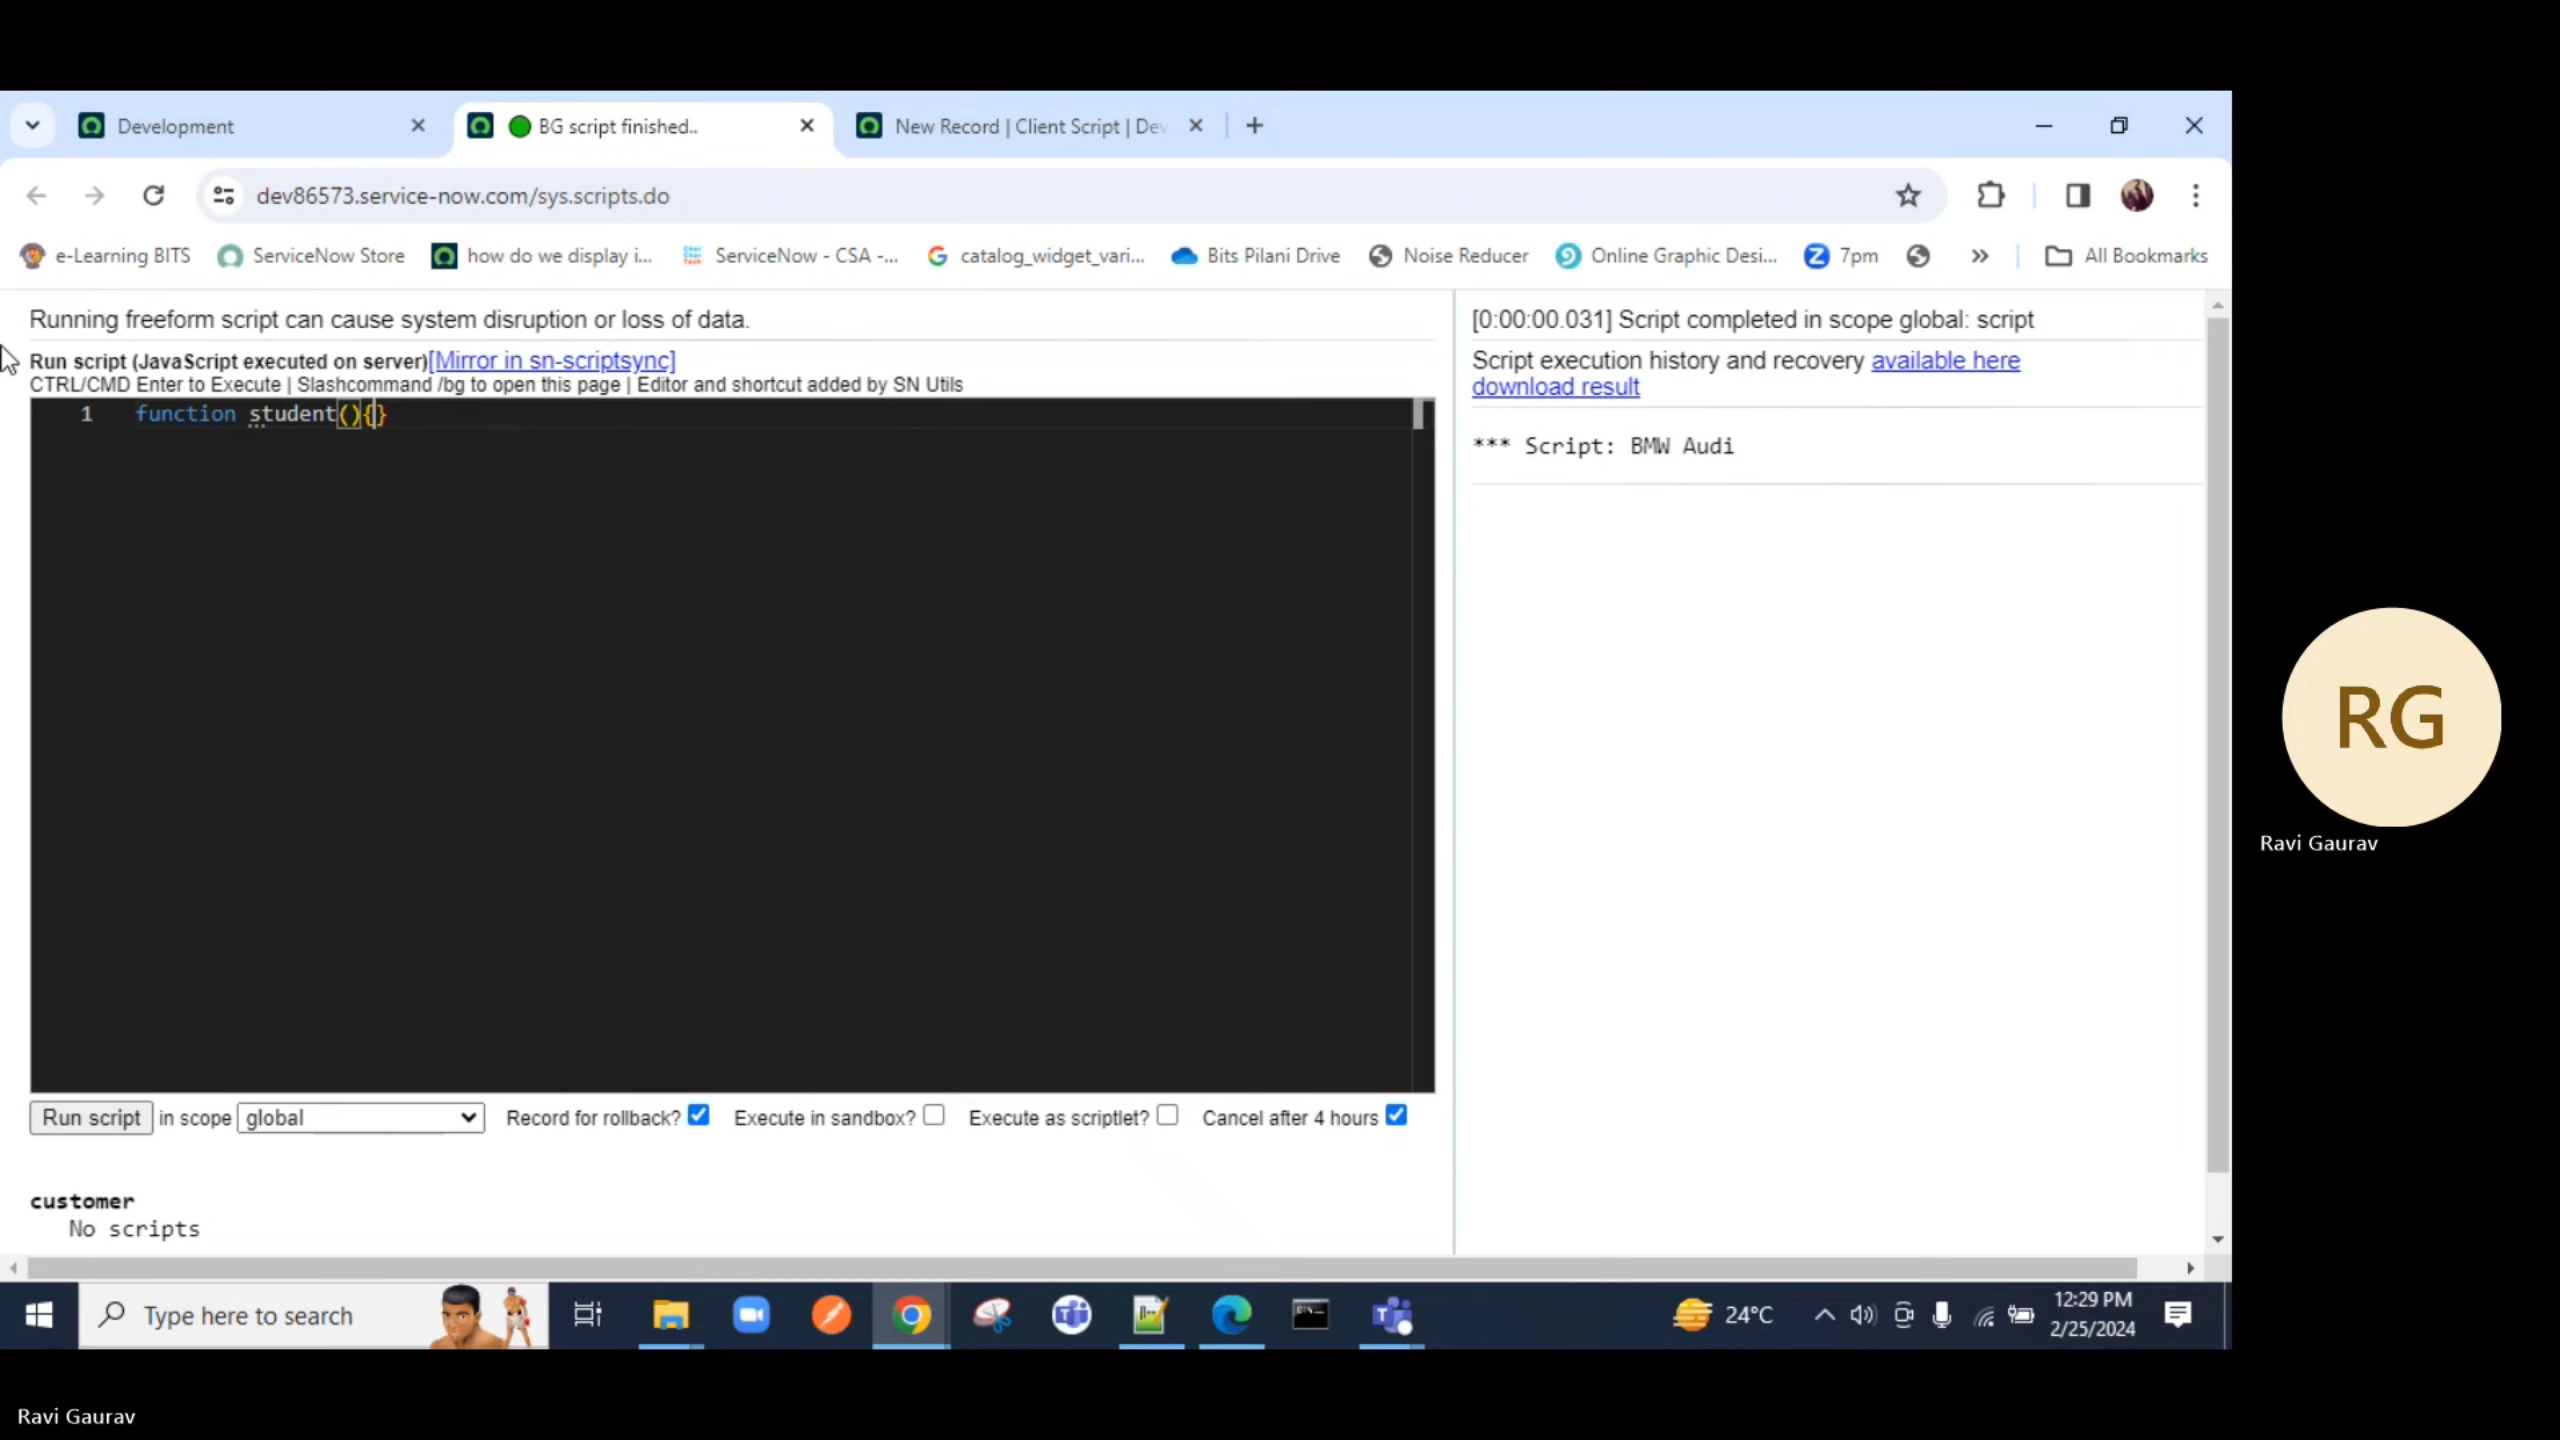 Development
BG script finished..
New Record | Client Script | Dev
dev86573.service-now.com/sys.scripts.do
e-Learning BITS
ServiceNow Store
how do we display i...
ServiceNow - CSA -...
catalog_widget_vari...
Bits Pilani Drive
Noise Reducer
Online Graphic Desi...
7pm
All Bookmarks
Running freeform script can cause system disruption or loss of data.
Run script (JavaScript executed on server)[Mirror in sn-scriptsync]
CTRL/CMD Enter to Execute | Slashcommand /bg to open this page | Editor and shortcut added by SN Utils
1 function student(){}
Run script in scope global Record for rollback? Execute in sandbox? Execute as scriptlet? Cancel after 4 hours
customer
No scripts
[0:00:00.031] Script completed in scope global: script
Script execution history and recovery available here
download result
*** Script: BMW Audi
RG
Ravi Gaurav
Type here to search
24°C
12:29 PM
2/25/2024
Ravi Gaurav